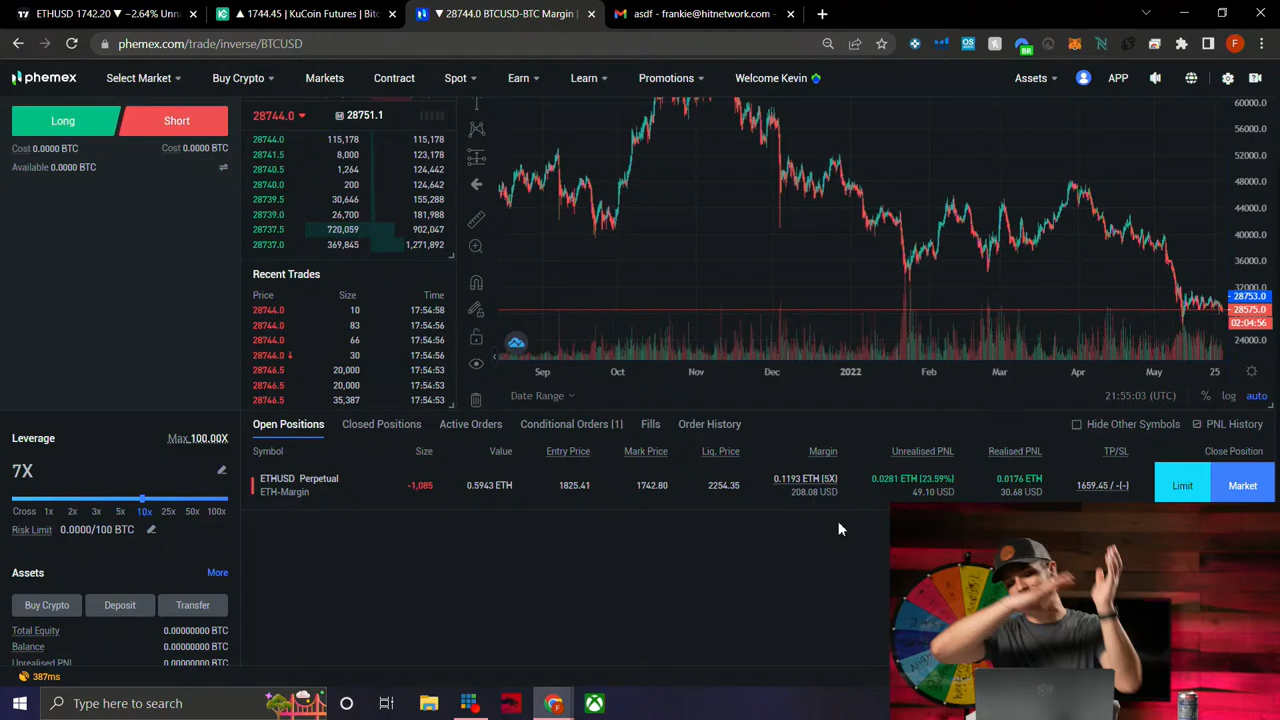 ETHUSD 1742.20 ▼ −2.64% Unna
▲ 1744.45 | KuCoin Futures | Bitc
▼ 28744.0 BTCUSD-BTC Margin |
asdf - frankie@hitnetwork.com -
phemex.com/trade/inverse/BTCUSD
phemex
Select Market
Buy Crypto
Markets
Contract
Spot
Earn
Learn
Promotions
Welcome Kevin
Assets
APP
Long
Short
Cost 0.0000 BTC
Cost 0.0000 BTC
Available 0.0000 BTC
28744.0
28751.1
28744.0 115,178 115,178
28741.5 8,000 123,178
28740.5 1,264 124,442
28740.0 200 124,642
28739.5 30,646 155,288
28739.0 26,700 181,988
28737.5 720,059 902,047
28737.0 369,845 1,271,892
Recent Trades
Price Size Time
28744.0 10 17:54:58
28744.0 83 17:54:56
28744.0 66 17:54:56
28744.0 ↓ 30 17:54:56
28746.5 20,000 17:54:53
28746.5 20,000 17:54:53
28746.5 35,387 17:54:53
60000.0
56000.0
52000.0
48000.0
44000.0
40000.0
36000.0
32000.0
28753.0
28575.0
02:04:56
24000.0
Sep Oct Nov Dec 2022 Feb Mar Apr May 25
Date Range
21:55:03 (UTC)
% log auto
Leverage Max 100.00X
7X
Cross 1x 2x 3x 5x 10x 25x 50x 100x
Risk Limit 0.0000/100 BTC
Assets More
Buy Crypto Deposit Transfer
Total Equity 0.00000000 BTC
Balance 0.00000000 BTC
Unrealised PNL 0.00000000 BTC
387ms
Open Positions
Closed Positions
Active Orders
Conditional Orders (1)
Fills
Order History
Hide Other Symbols
PNL History
Symbol Size Value Entry Price Mark Price Liq. Price Margin Unrealised PNL Realised PNL TP/SL Close Position
ETHUSD Perpetual
ETH-Margin
-1,085 0.5943 ETH 1825.41 1742.80 2254.35
0.1193 ETH (5X)
208.08 USD
0.0281 ETH (23.59%)
49.10 USD
0.0176 ETH
30.68 USD
1659.45 / -(-)
Limit
Market
Type here to search
BR
OS
F